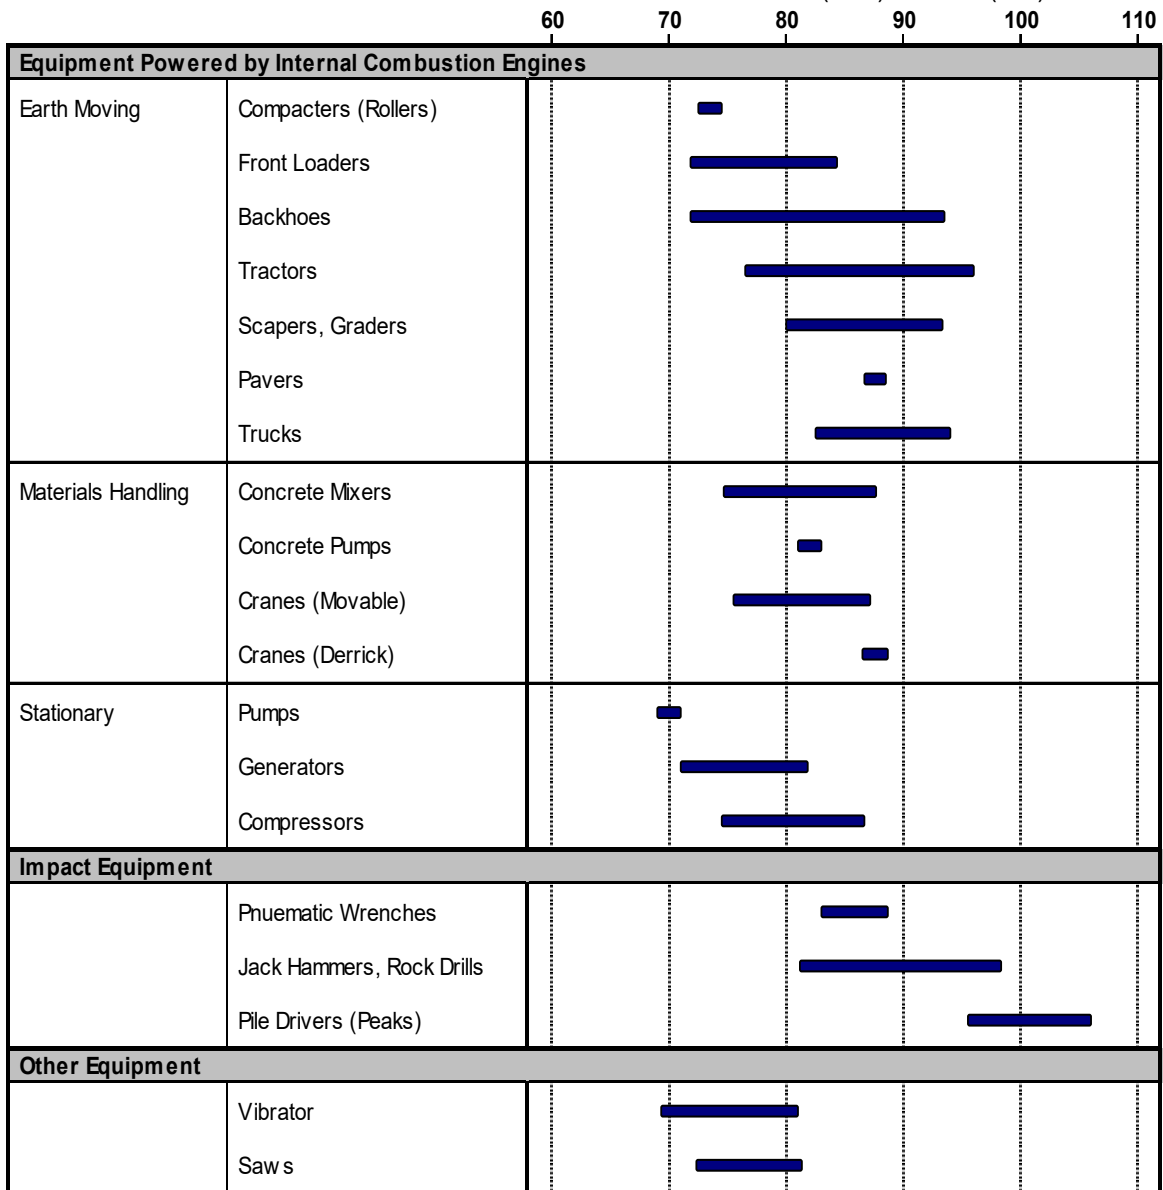 60 70 80 90 100 110
Equipment Powered by Internal Combustion Engines
Earth Moving Compacters (Rollers)
Front Loaders
Backhoes
Tractors
Scapers, Graders
Pavers
Trucks
Materials Handling Concrete Mixers
Concrete Pumps
Cranes (Movable)
Cranes (Derrick)
Stationary Pumps
Generators
Compressors
Impact Equipment
Pnuematic Wrenches
Jack Hammers, Rock Drills
Pile Drivers (Peaks)
Other Equipment
Vibrator
Saws